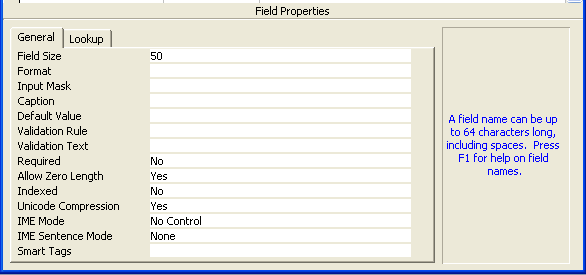 Field Properties
General Lookup
Field Size 50
Format
Input Mask
Caption
Default Value
Validation Rule
Validation Text
Required No
Allow Zero Length Yes
Indexed No
Unicode Compression Yes
IME Mode No Control
IME Sentence Mode None
Smart Tags
A field name can be up
to 64 characters long,
including spaces. Press
F1 for help on field
names.